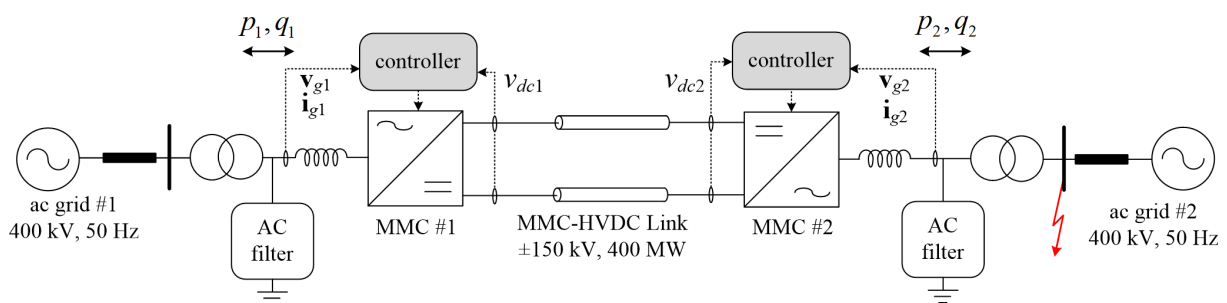 p1, q1
p2, q2
controller
controller
vg1
ig1
vdc1
vdc2
vg2
ig2
ac grid #1
400 kV, 50 Hz
AC
filter
MMC #1
MMC-HVDC Link
±150 kV, 400 MW
MMC #2
AC
filter
ac grid #2
400 kV, 50 Hz